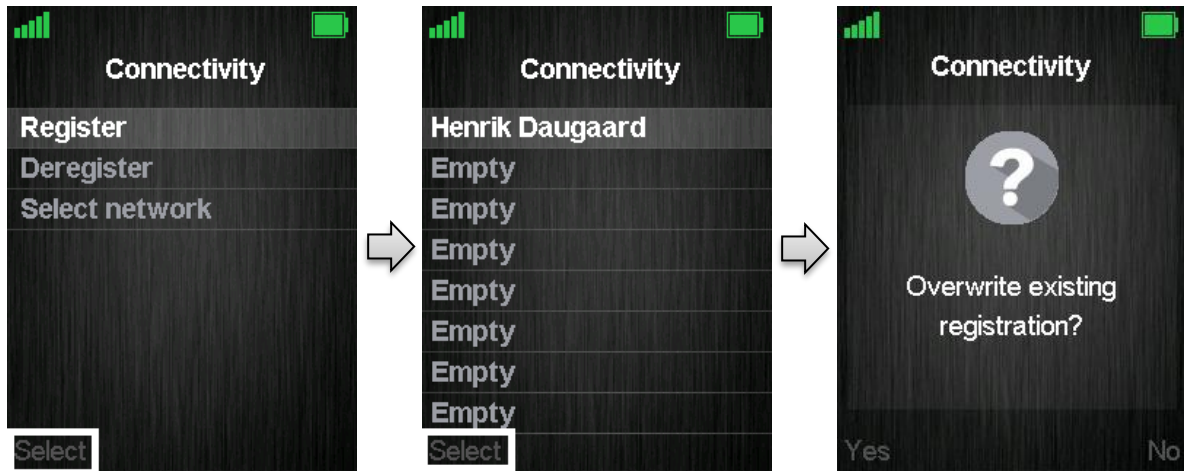 Connectivity
Register
Deregister
Select network
Select
Connectivity
Henrik Daugaard
Empty
Empty
Empty
Empty
Empty
Empty
Empty
Select
Connectivity
?
Overwrite existing
registration?
Yes
No